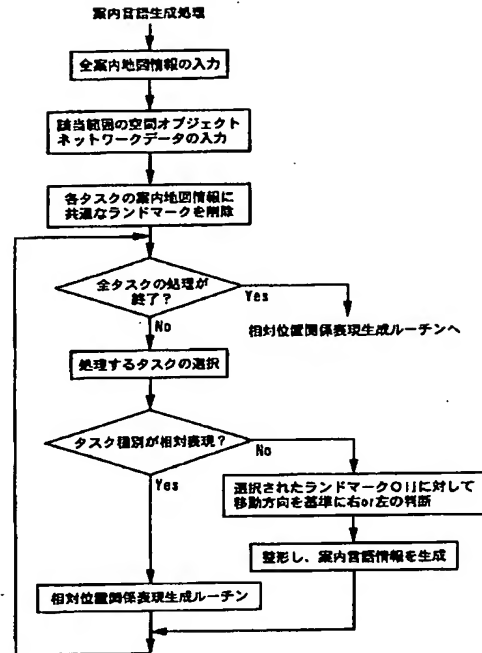 案内言語生成処理
全案内地図情報の入力
該当範囲の空間オブジェクト
ネットワークデータの入力
各タスクの案内地図情報に
共通なランドマークを削除
全タスクの処理が
終了?
Yes
No
相対位置関係表現生成ルーチンへ
処理するタスクの選択
タスク種別が相対表現?
No
Yes
選択されたランドマークOijに対して
移動方向を基準に右or左の判断
整形し、案内言語情報を生成
相対位置関係表現生成ルーチン